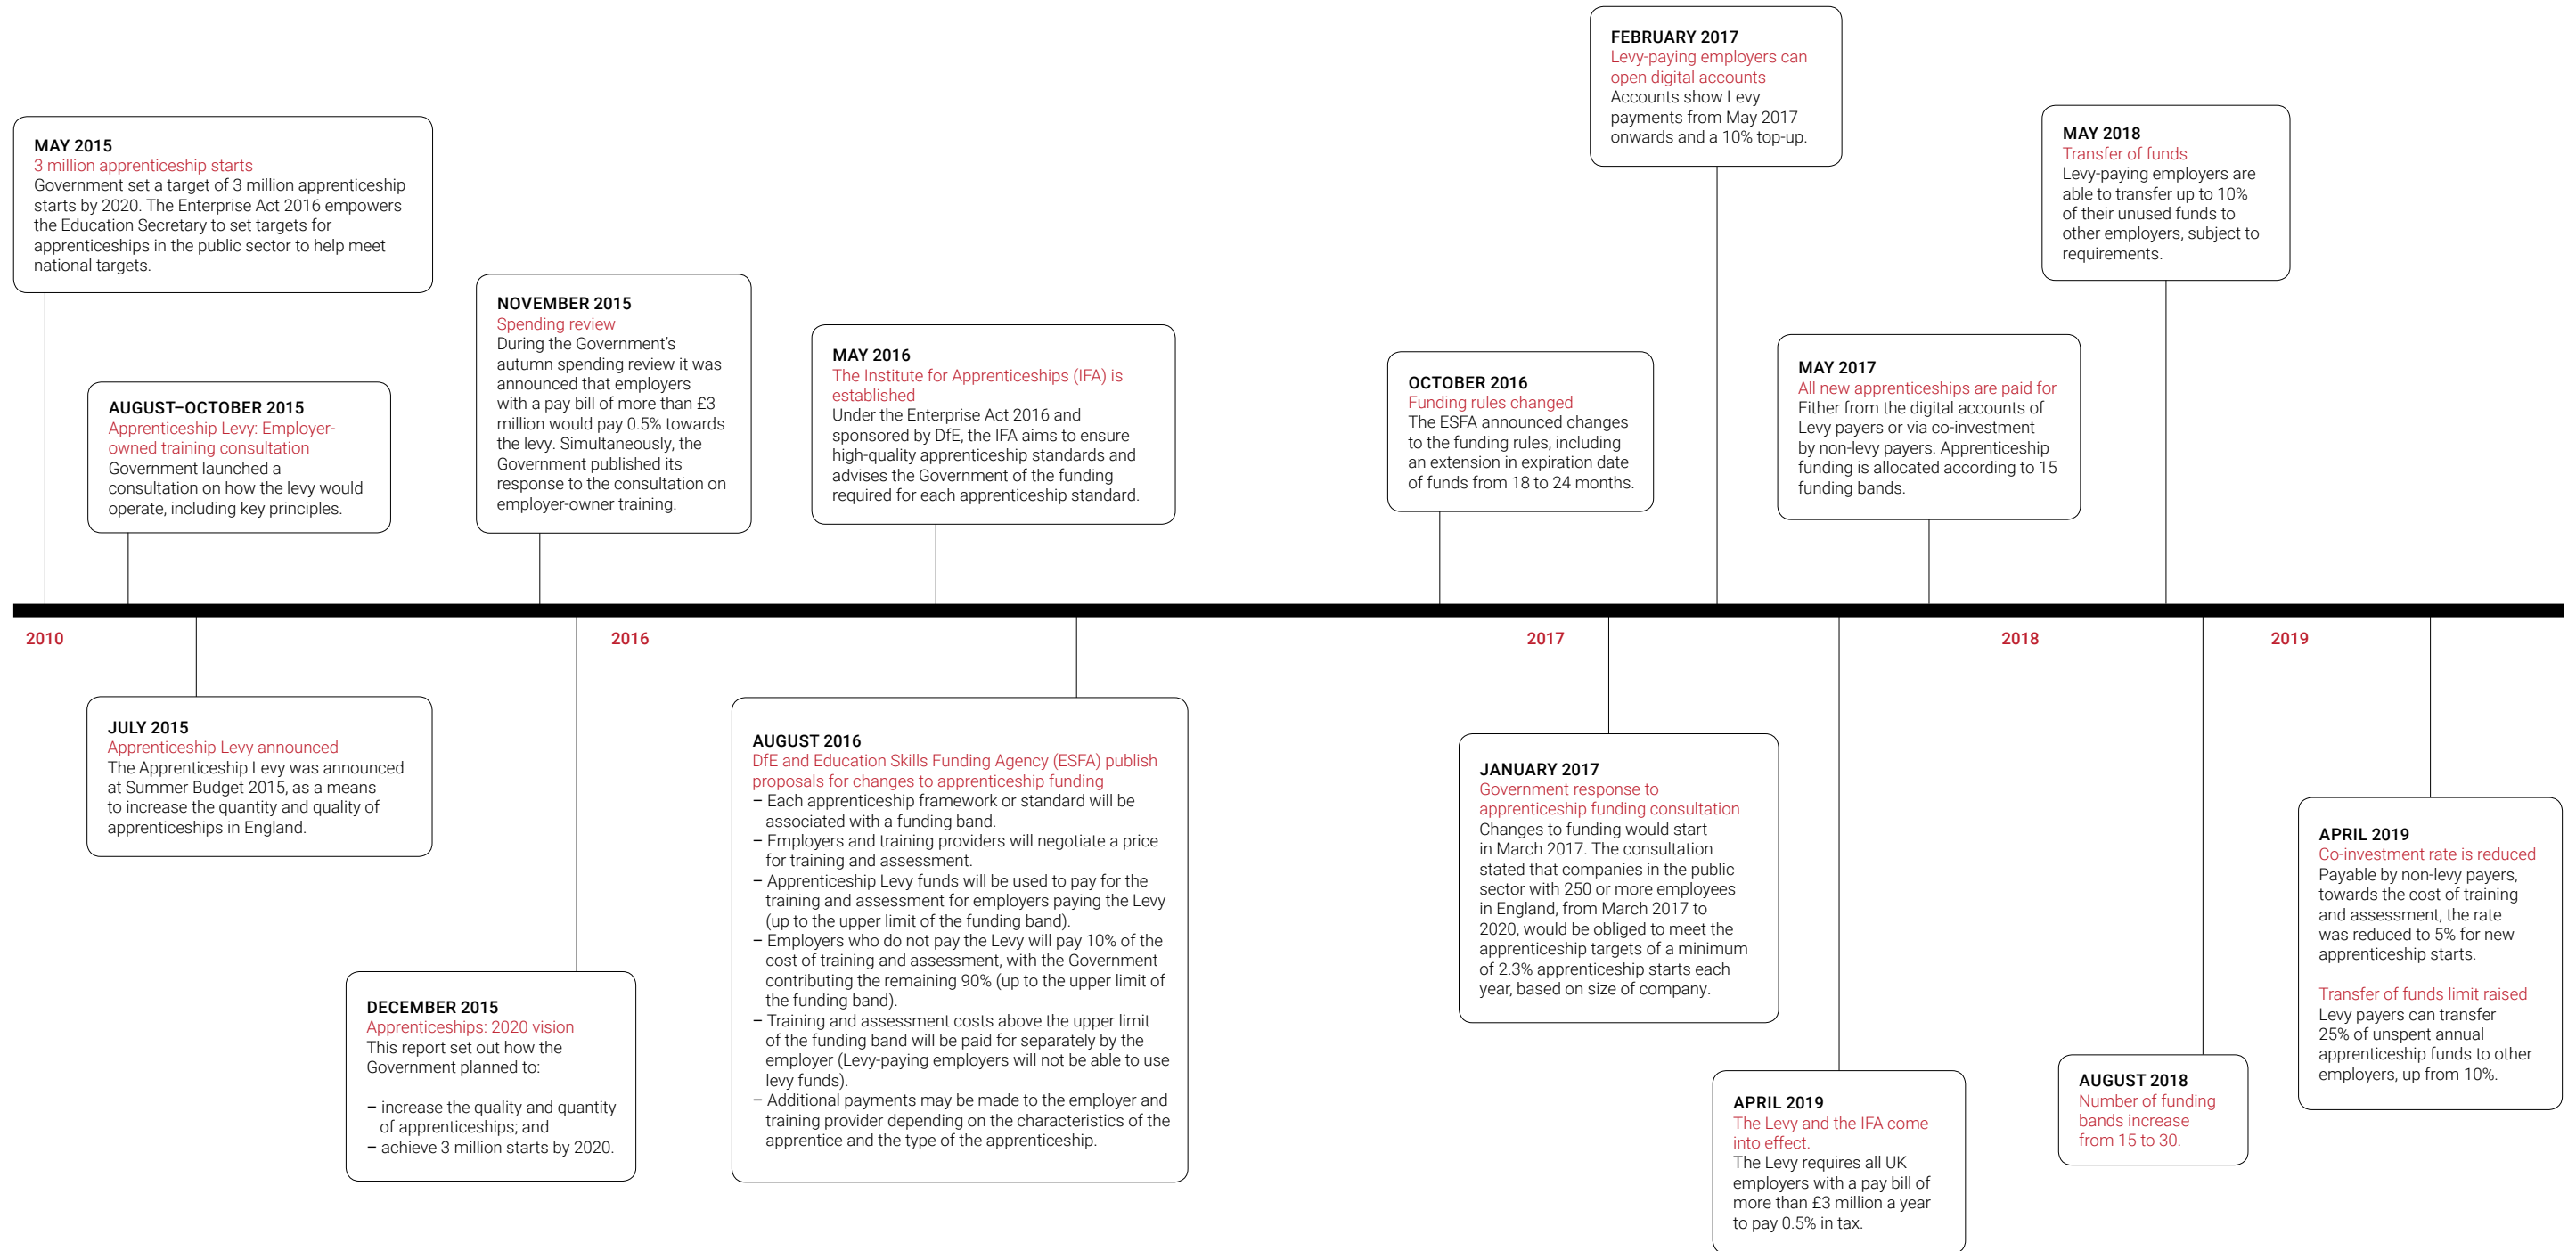 MAY 2015
3 million apprenticeship starts
Government set a target of 3 million apprenticeship
starts by 2020. The Enterprise Act 2016 empowers
the Education Secretary to set targets for
apprenticeships in the public sector to help meet
national targets.
AUGUST–OCTOBER 2015
Apprenticeship Levy: Employer-
owned training consultation
Government launched a
consultation on how the levy would
operate, including key principles.
NOVEMBER 2015
Spending review
During the Government's
autumn spending review it was
announced that employers
with a pay bill of more than £3
million would pay 0.5% towards
the levy. Simultaneously, the
Government published its
response to the consultation on
employer-owner training.
MAY 2016
The Institute for Apprenticeships (IFA) is
established
Under the Enterprise Act 2016 and
sponsored by DfE, the IFA aims to ensure
high-quality apprenticeship standards and
advises the Government of the funding
required for each apprenticeship standard.
OCTOBER 2016
Funding rules changed
The ESFA announced changes
to the funding rules, including
an extension in expiration date
of funds from 18 to 24 months.
FEBRUARY 2017
Levy-paying employers can
open digital accounts
Accounts show Levy
payments from May 2017
onwards and a 10% top-up.
MAY 2017
All new apprenticeships are paid for
Either from the digital accounts of
Levy payers or via co-investment
by non-levy payers. Apprenticeship
funding is allocated according to 15
funding bands.
MAY 2018
Transfer of funds
Levy-paying employers are
able to transfer up to 10%
of their unused funds to
other employers, subject to
requirements.
2010
2016
2017
2018
2019
JULY 2015
Apprenticeship Levy announced
The Apprenticeship Levy was announced
at Summer Budget 2015, as a means
to increase the quantity and quality of
apprenticeships in England.
DECEMBER 2015
Apprenticeships: 2020 vision
This report set out how the
Government planned to:
– increase the quality and quantity
of apprenticeships; and
– achieve 3 million starts by 2020.
AUGUST 2016
DfE and Education Skills Funding Agency (ESFA) publish
proposals for changes to apprenticeship funding
– Each apprenticeship framework or standard will be
associated with a funding band.
– Employers and training providers will negotiate a price
for training and assessment.
– Apprenticeship Levy funds will be used to pay for the
training and assessment for employers paying the Levy
(up to the upper limit of the funding band).
– Employers who do not pay the Levy will pay 10% of the
cost of training and assessment, with the Government
contributing the remaining 90% (up to the upper limit of
the funding band).
– Training and assessment costs above the upper limit
of the funding band will be paid for separately by the
employer (Levy-paying employers will not be able to use
levy funds).
– Additional payments may be made to the employer and
training provider depending on the characteristics of the
apprentice and the type of the apprenticeship.
JANUARY 2017
Government response to
apprenticeship funding consultation
Changes to funding would start
in March 2017. The consultation
stated that companies in the public
sector with 250 or more employees
in England, from March 2017 to
2020, would be obliged to meet the
apprenticeship targets of a minimum
of 2.3% apprenticeship starts each
year, based on size of company.
APRIL 2019
The Levy and the IFA come
into effect.
The Levy requires all UK
employers with a pay bill of
more than £3 million a year
to pay 0.5% in tax.
AUGUST 2018
Number of funding
bands increase
from 15 to 30.
APRIL 2019
Co-investment rate is reduced
Payable by non-levy payers,
towards the cost of training
and assessment, the rate
was reduced to 5% for new
apprenticeship starts.
Transfer of funds limit raised
Levy payers can transfer
25% of unspent annual
apprenticeship funds to other
employers, up from 10%.